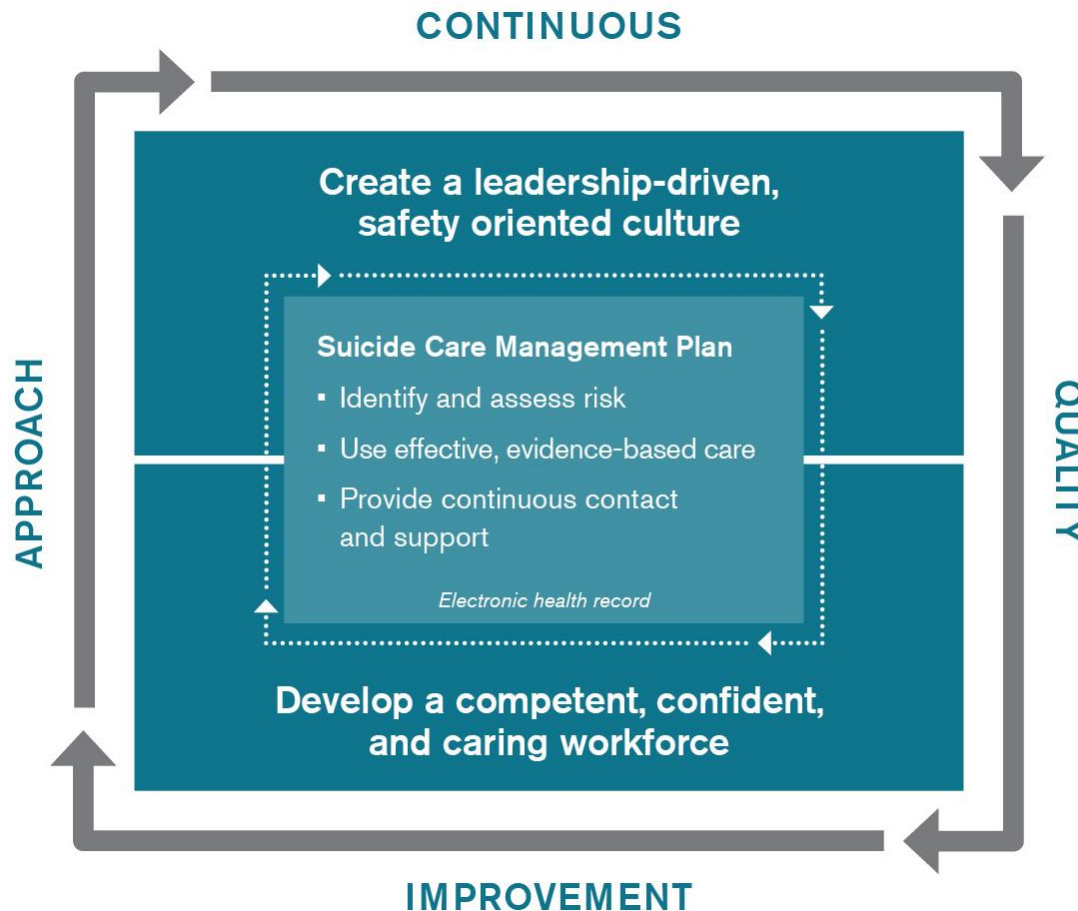 CONTINUOUS
Create a leadership-driven,
safety oriented culture
Suicide Care Management Plan
▪ Identify and assess risk
▪ Use effective, evidence-based care
▪ Provide continuous contact
and support
Electronic health record
Develop a competent, confident,
and caring workforce
APPROACH
QUALITY
IMPROVEMENT